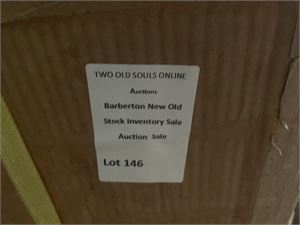 TWO OLD SOULS ONLINE
Auctions
Barberton New Old
Stock Inventory Sale
Auction Sale
Lot 146